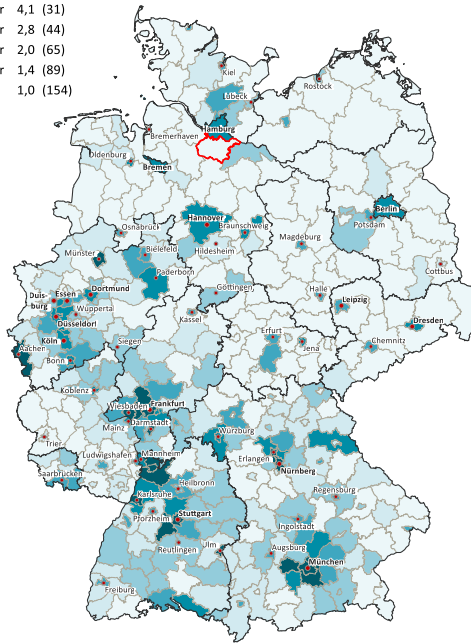 r 4,1 (31)
r 2,8 (44)
r 2,0 (65)
r 1,4 (89)
1,0 (154)
Kiel
Rostock
Lübeck
Hamburg
Bremerhaven
Oldenburg
Bremen
Berlin
Hannover
Braunschweig
Potsdam
Osnabrück
Magdeburg
Münster
Bielefeld
Hildesheim
Cottbus
Paderborn
Göttingen
Halle
Dortmund
Essen
Duis-
burg
Leipzig
Wupperta
Kassel
Düsseldorf
Dresden
Erfurt
Köln
Siegen
Jena
Chemnitz
Aachen
Bonn
Koblenz
Wiesbaden
Frankfurt
Mainz
Darmstadt
Würzburg
Trier
Ludwigshafen
Mannheim
Erlangen
Nürnberg
Saarbrücken
Heilbronn
Karlsruhe
Regensburg
Pforzheim
Stuttgart
Ingolstadt
Reutlingen
Ulm
Augsburg
München
Freiburg